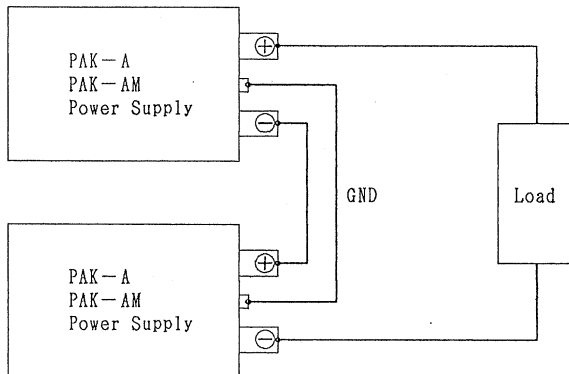 PAK-A
PAK-AM
Power Supply
+
−
GND
Load
PAK-A
PAK-AM
Power Supply
+
−